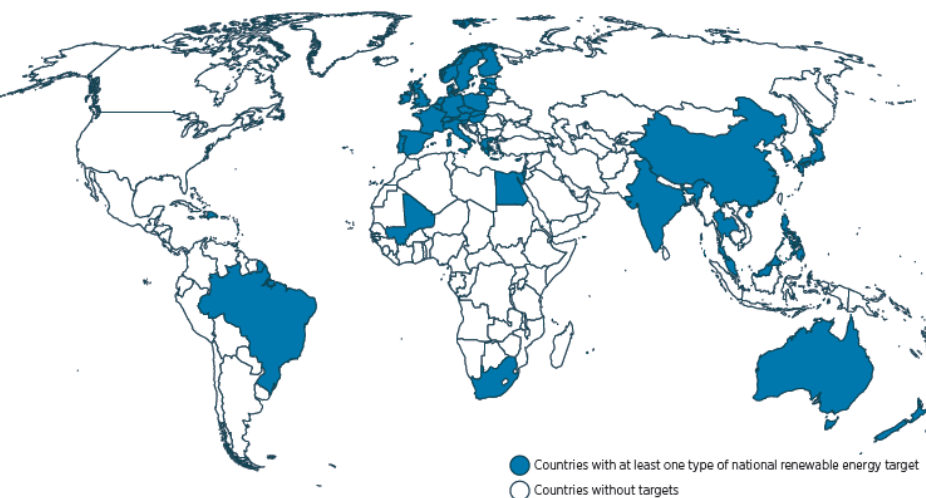 Countries with at least one type of national renewable energy target
Countries without targets